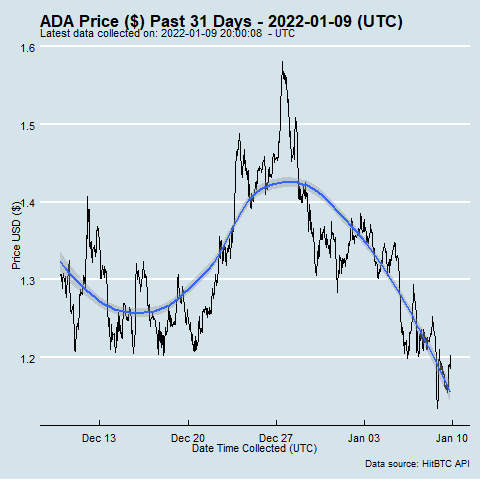 ADA Price ($) Past 31 Days - 2022-01-09 (UTC)
Latest data collected on: 2022-01-09 20:00:08 - UTC
1.6
1.5
1.4
1.3
1.2
Price USD ($)
Dec 13 Dec 20 Dec 27 Jan 03 Jan 10
Date Time Collected (UTC)
Data source: HitBTC API